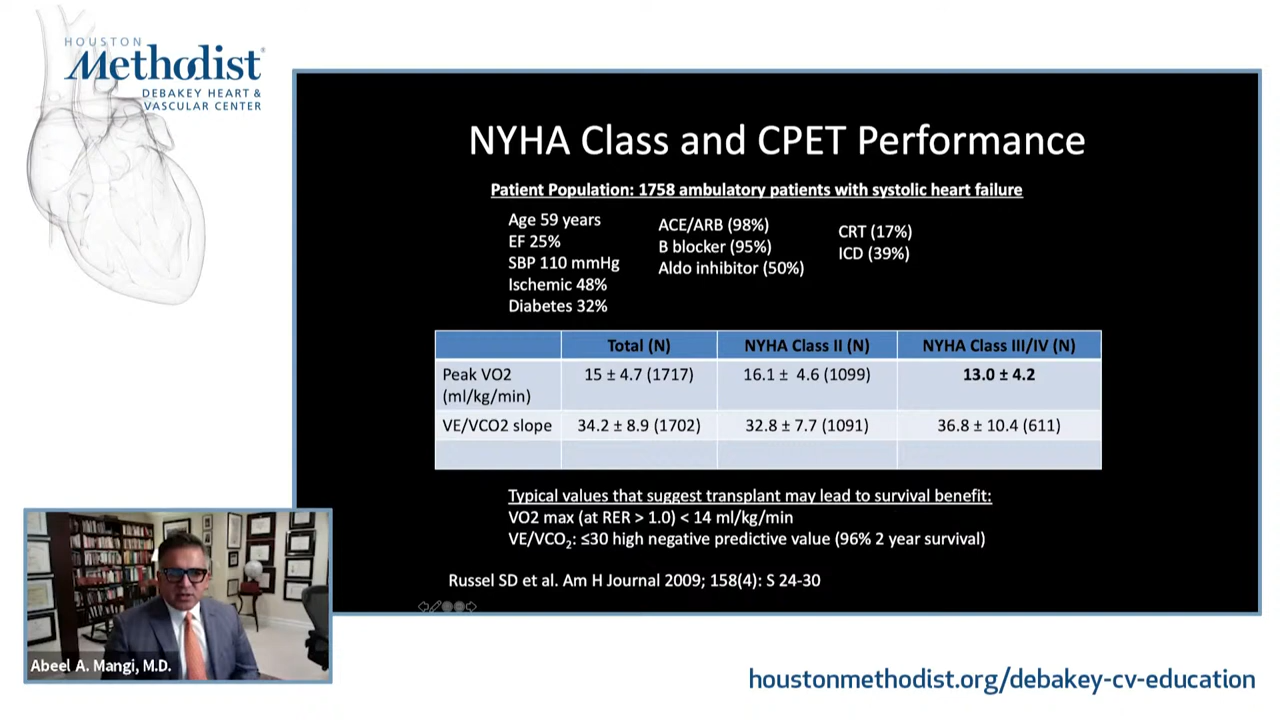 HOUSTON
Methodist
DEBAKEY HEART &
VASCULAR CENTER
NYHA Class and CPET Performance
Patient Population: 1758 ambulatory patients with systolic heart failure
Age 59 years
EF 25%
SBP 110 mmHg
Ischemic 48%
Diabetes 32%
ACE/ARB (98%)
B blocker (95%)
Aldo inhibitor (50%)
CRT (17%)
ICD (39%)
Total (N) NYHA Class II (N) NYHA Class III/IV (N)
Peak VO2 15 ± 4.7 (1717) 16.1 ± 4.6 (1099) 13.0 ± 4.2
(ml/kg/min)
VE/VCO2 slope 34.2 ± 8.9 (1702) 32.8 ± 7.7 (1091) 36.8 ± 10.4 (611)
Typical values that suggest transplant may lead to survival benefit:
VO2 max (at RER > 1.0) < 14 ml/kg/min
VE/VCO₂: ≤30 high negative predictive value (96% 2 year survival)
Russel SD et al. Am H Journal 2009; 158(4): S 24-30
Abeel A. Mangi, M.D.
houstonmethodist.org/debakey-cv-education